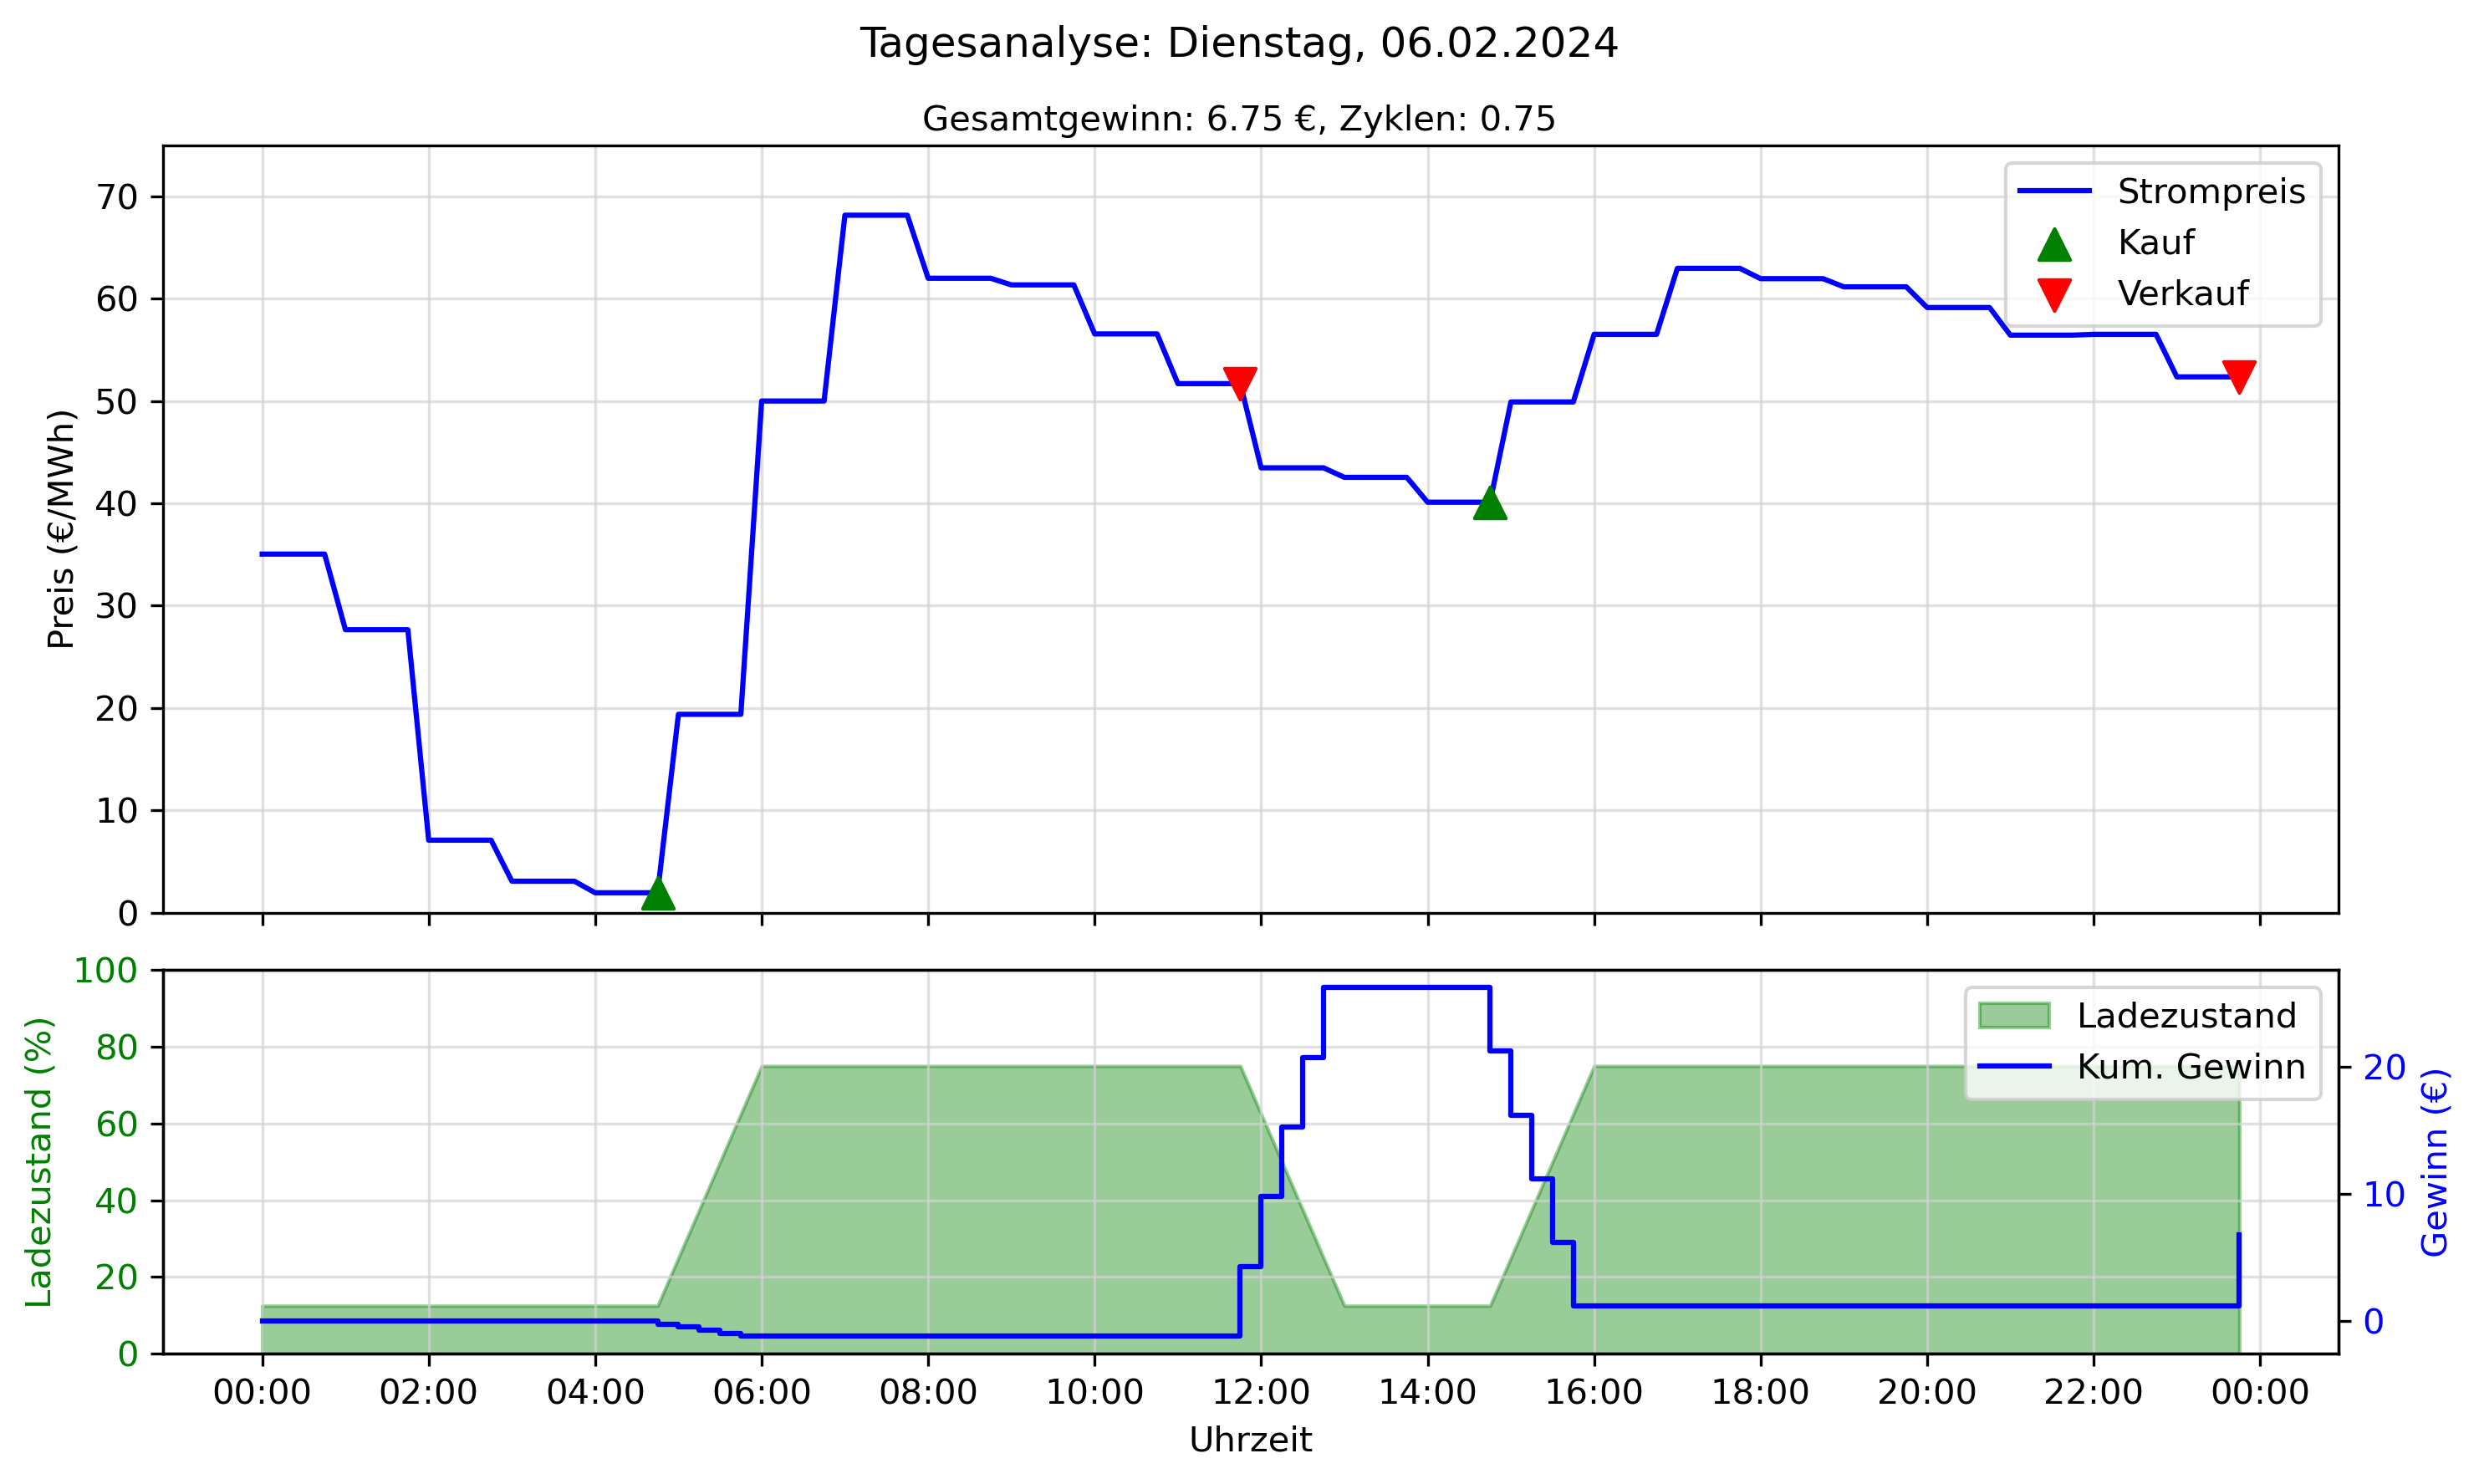 Tagesanalyse: Dienstag, 06.02.2024
Gesamtgewinn: 6.75 €, Zyklen: 0.75
Preis (€/MWh)
70
60
50
40
30
20
10
0
Strompreis
Kauf
Verkauf
Ladezustand (%)
100
80
60
40
20
0
Ladezustand
Kum. Gewinn
20
10
0
Gewinn (€)
00:00 02:00 04:00 06:00 08:00 10:00 12:00 14:00 16:00 18:00 20:00 22:00 00:00
Uhrzeit